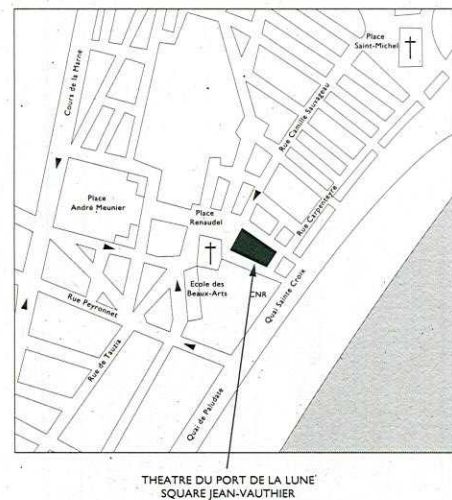 Place
Saint-Michel
Cours de la Marne
Rue Camille Sauvageau
Place
André Meunier
Place
Renaudel
Rue Carpenteyre
Ecole des
Beaux-Arts
CNR
Quai Sainte Croix
Rue Peyronnet
Rue de Tauzia
Quai de Paludate
THEATRE DU PORT DE LA LUNE
SQUARE JEAN-VAUTHIER